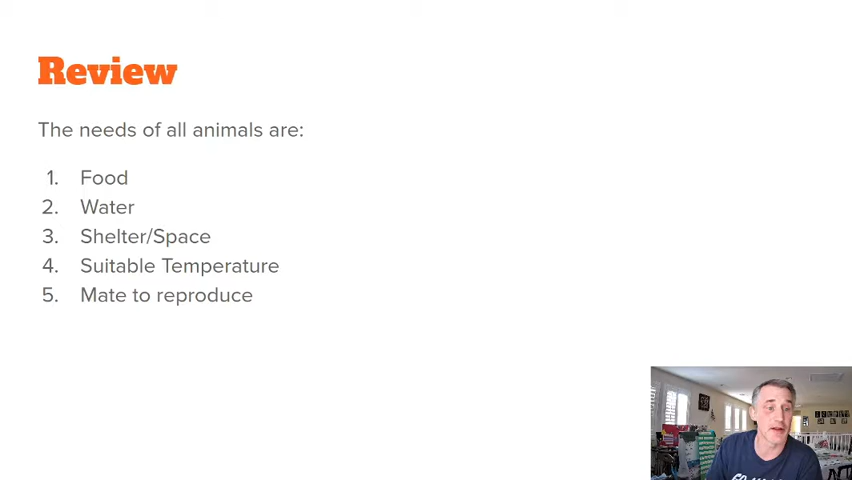 Review
The needs of all animals are:
1. Food
2. Water
3. Shelter/Space
4. Suitable Temperature
5. Mate to reproduce